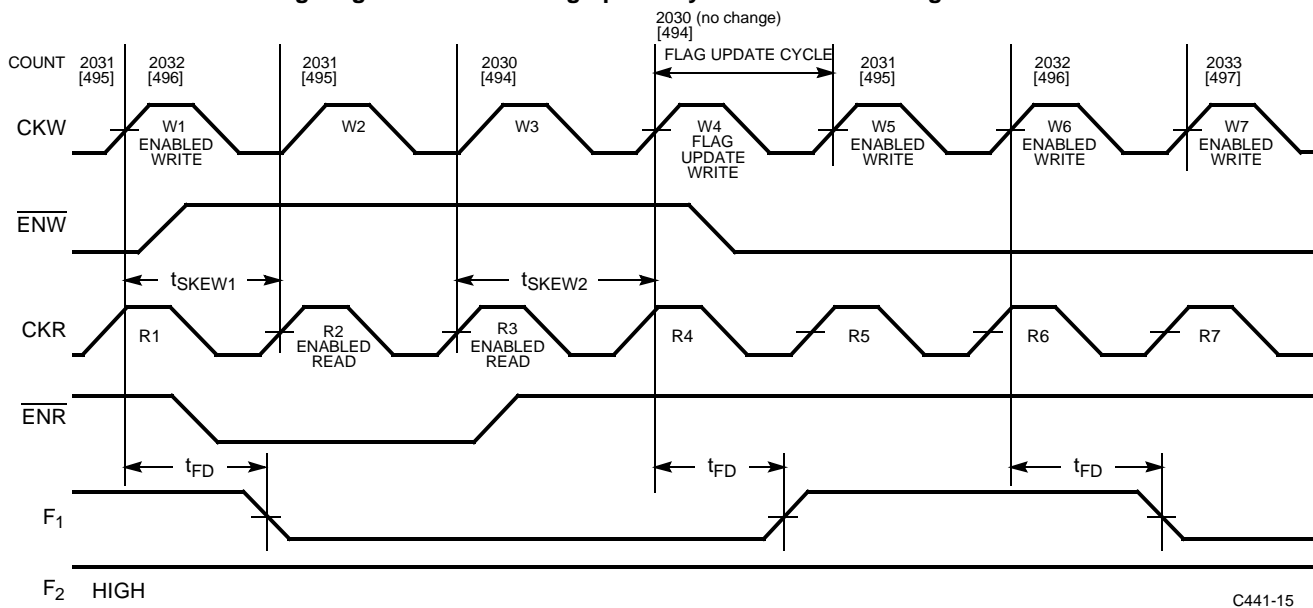 2030 (no change)
[494]
FLAG UPDATE CYCLE
COUNT 2031 2032 2031 2030 2031 2032 2033
[495] [496] [495] [494] [495] [496] [497]
CKW W1 W2 W3 W4 W5 W6 W7
ENABLED WRITE FLAG UPDATE WRITE ENABLED WRITE ENABLED WRITE ENABLED WRITE
ENW
tSKEW1 tSKEW2
CKR R1 R2 R3 R4 R5 R6 R7
ENABLED READ ENABLED READ
ENR
tFD tFD tFD
F1
F2 HIGH
C441-15